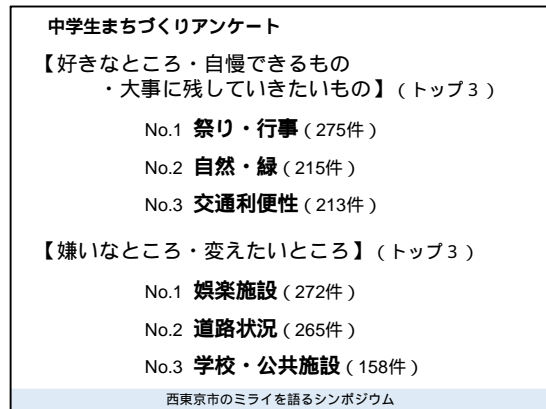 中学生まちづくりアンケート
【好きなところ・自慢できるもの
・大事に残していきたいもの】（トップ３）
No.1 祭り・行事（275件）
No.2 自然・緑（215件）
No.3 交通利便性（213件）
【嫌いなところ・変えたいところ】（トップ３）
No.1 娯楽施設（272件）
No.2 道路状況（265件）
No.3 学校・公共施設（158件）
西東京市のミライを語るシンポジウム